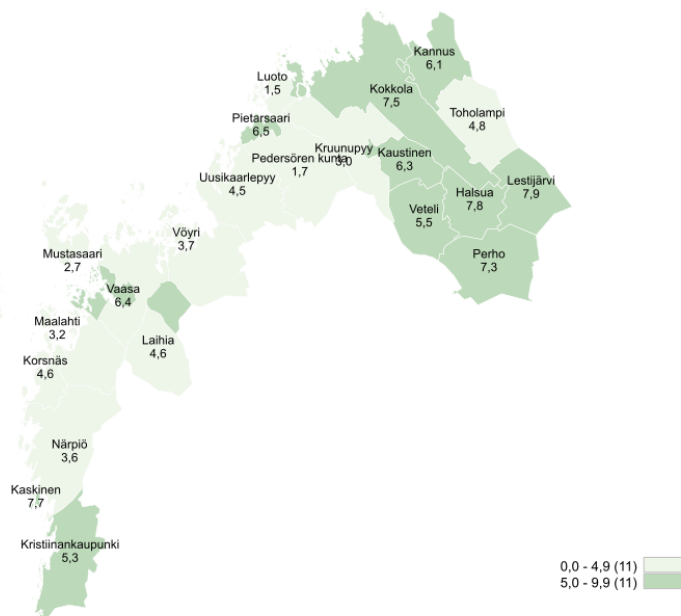 Kannus
6,1
Luoto
1,5
Kokkola
7,5
Toholampi
4,8
Pietarsaari
6,5
Kruunupyy
3,0
Pedersören kunta
1,7
Kaustinen
6,3
Uusikaarlepyy
4,5
Lestijärvi
7,9
Halsua
7,8
Veteli
5,5
Vöyri
3,7
Mustasaari
2,7
Perho
7,3
Vaasa
6,4
Maalahti
3,2
Laihia
4,6
Korsnäs
4,6
Närpiö
3,6
Kaskinen
7,7
Kristiinankaupunki
5,3
0,0 - 4,9 (11)
5,0 - 9,9 (11)